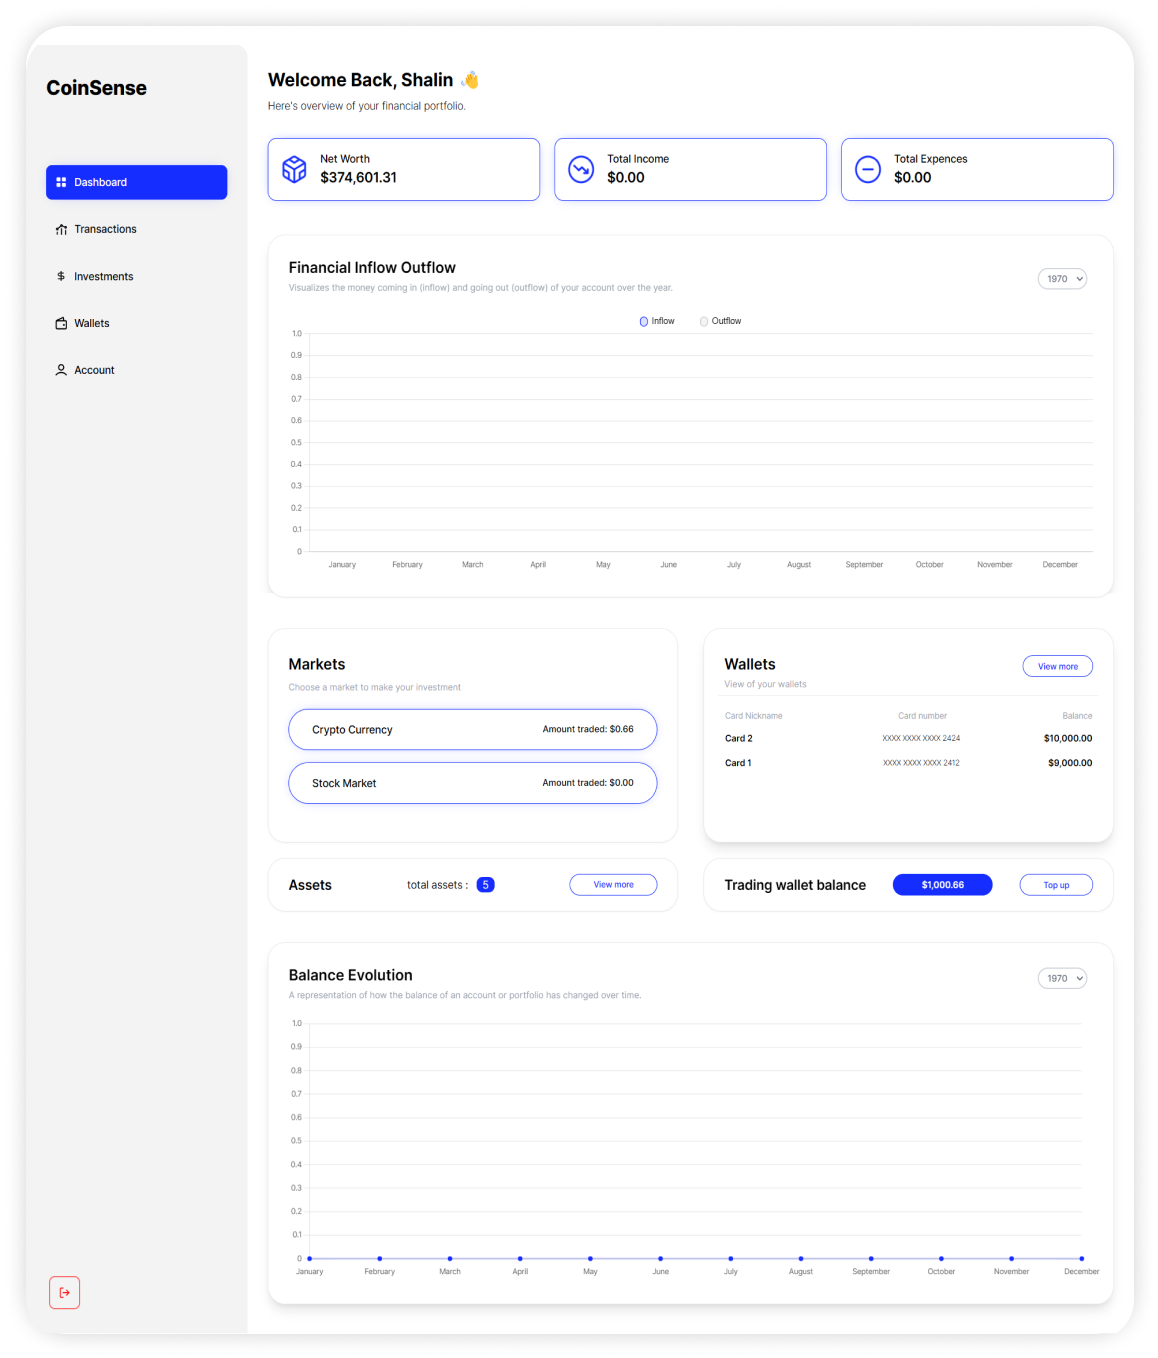 CoinSense
Dashboard
Transactions
Investments
Wallets
Account
Welcome Back, Shalin 👋
Here's overview of your financial portfolio.
Net Worth
$374,601.31
Total Income
$0.00
Total Expences
$0.00
Financial Inflow Outflow
Visualizes the money coming in (inflow) and going out (outflow) of your account over the year.
1970
Inflow Outflow
1.0
0.9
0.8
0.7
0.6
0.5
0.4
0.3
0.2
0.1
0
January February March April May June July August September October November December
Markets
Choose a market to make your investment
Crypto Currency Amount traded: $0.66
Stock Market Amount traded: $0.00
Wallets
View more
View of your wallets
Card Nickname Card number Balance
Card 2 XXXX XXXX XXXX 2424 $10,000.00
Card 1 XXXX XXXX XXXX 2412 $9,000.00
Assets total assets : 5 View more
Trading wallet balance $1,000.66 Top up
Balance Evolution
A representation of how the balance of an account or portfolio has changed over time.
1970
1.0
0.9
0.8
0.7
0.6
0.5
0.4
0.3
0.2
0.1
0
January February March April May June July August September October November December